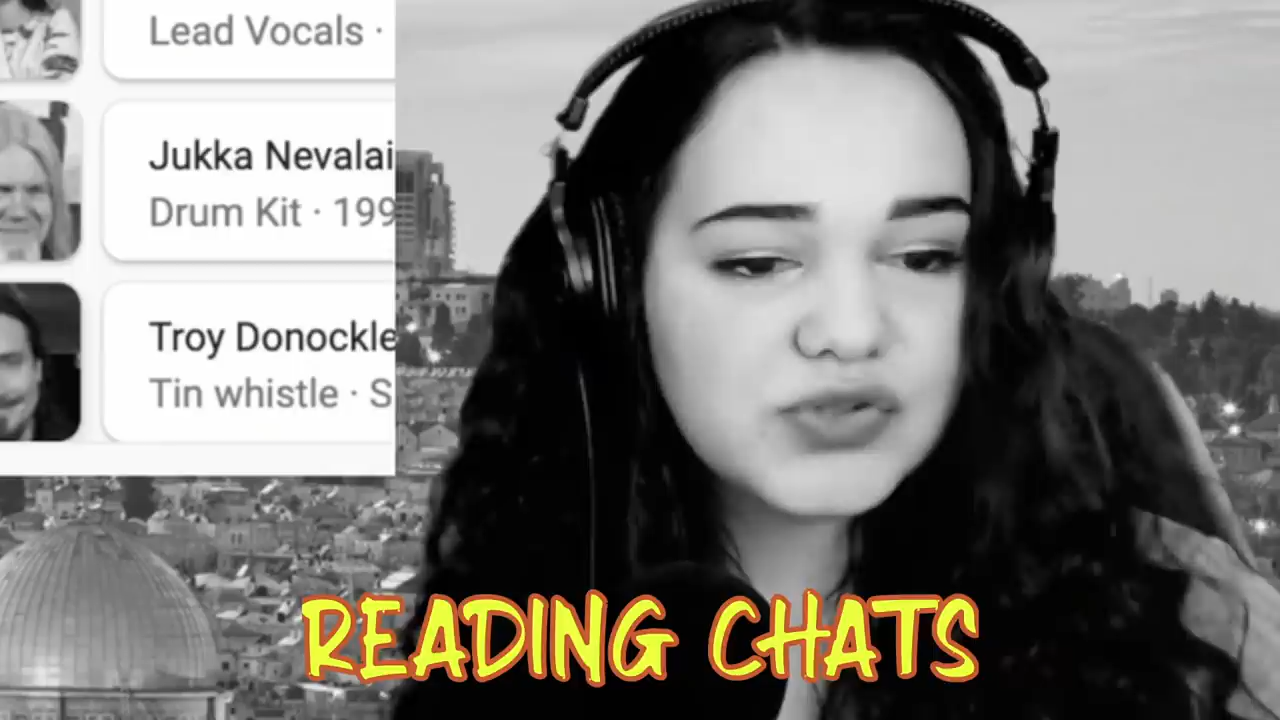 Lead Vocals ·
Jukka Nevalai
Drum Kit · 199
Troy Donockle
Tin whistle · S
READING CHATS